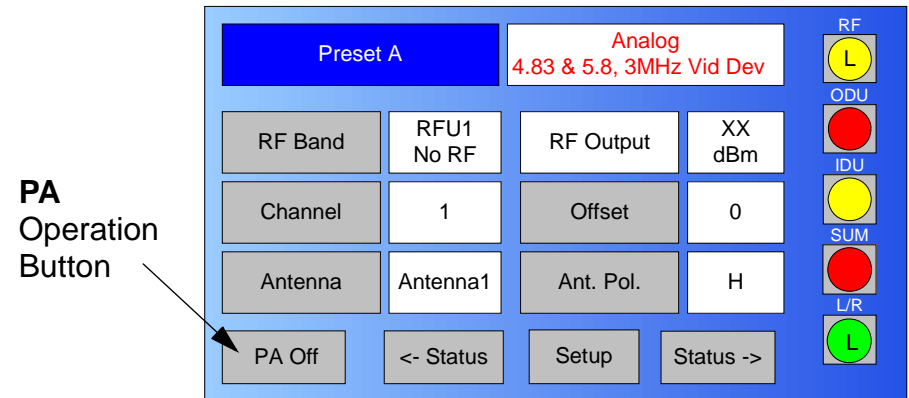 Preset A
Analog
4.83 & 5.8, 3MHz Vid Dev
RF
L
ODU
RF Band
RFU1
No RF
RF Output
XX
dBm
IDU
PA
Operation
Button
Channel
1
Offset
0
SUM
Antenna
Antenna1
Ant. Pol.
H
L/R
L
PA Off
<- Status
Setup
Status ->